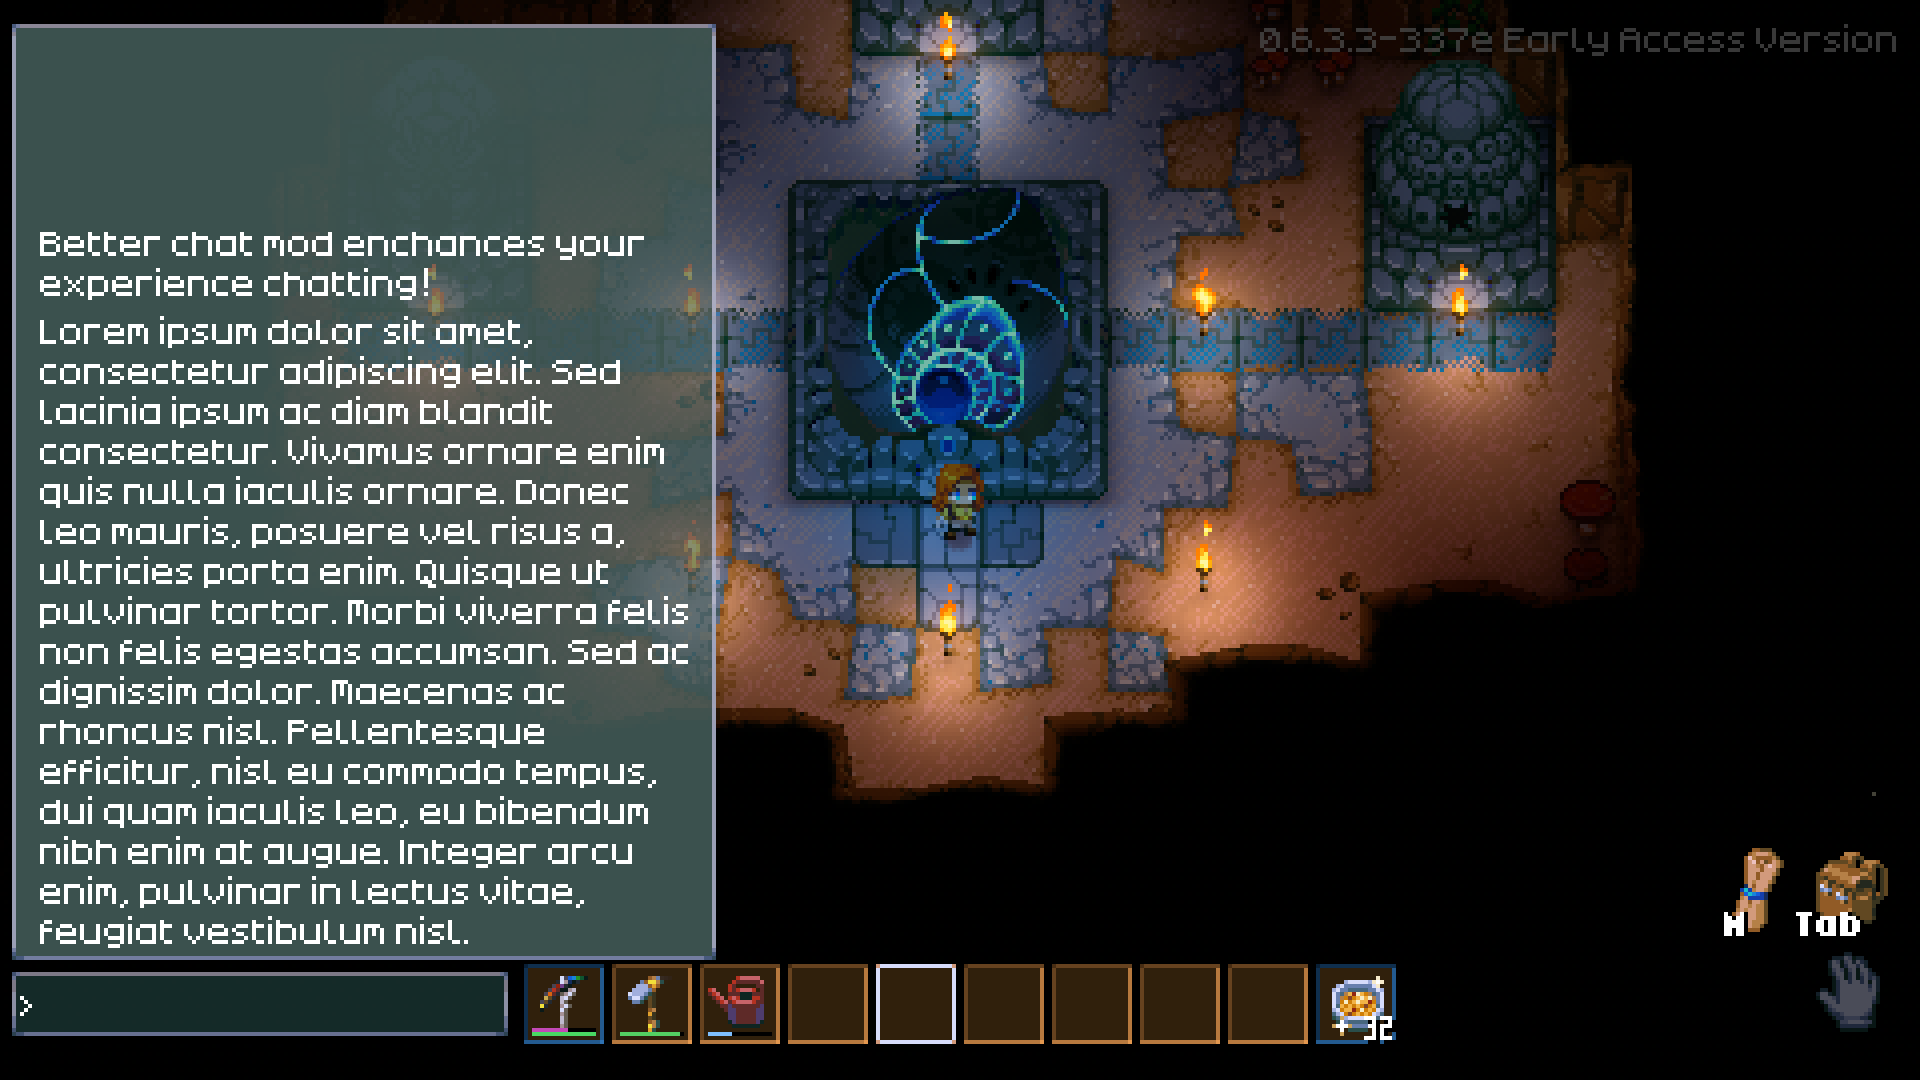 0.6.3.3-337e Early Access Version
Better chat mod enchances your
experience chatting!
Lorem ipsum dolor sit amet,
consectetur adipiscing elit. Sed
lacinia ipsum ac diam blandit
consectetur. Vivamus ornare enim
quis nulla iaculis ornare. Donec
leo mauris, posuere vel risus a,
ultricies porta enim. Quisque ut
pulvinar tortor. Morbi viverra felis
non felis egestas accumsan. Sed ac
dignissim dolor. Maecenas ac
rhoncus nisl. Pellentesque
efficitur, nisl eu commodo tempus,
dui quam iaculis leo, eu bibendum
nibh enim at augue. Integer arcu
enim, pulvinar in lectus vitae,
feugiat vestibulum nisl.
M Tab
>
32